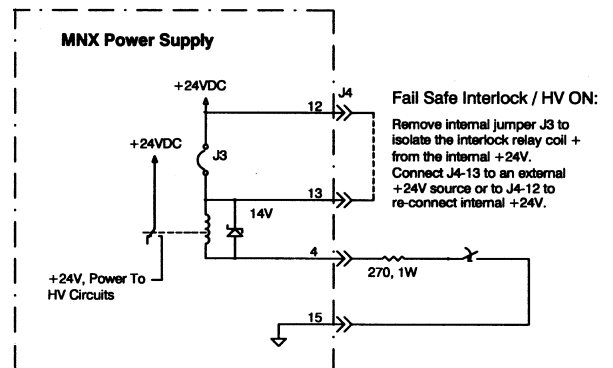 MNX Power Supply
+24VDC
J4
12
Fail Safe Interlock / HV ON:
Remove internal jumper J3 to
isolate the interlock relay coil +
from the internal +24V.
Connect J4-13 to an external
+24V source or to J4-12 to
re-connect internal +24V.
+24VDC
J3
13
14V
4
270, 1W
+24V, Power To
HV Circuits
15